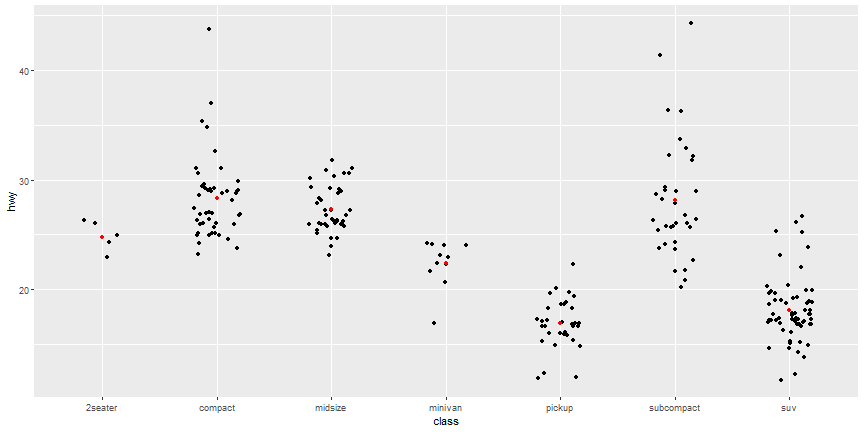 hwy
40
30
20
2seater compact midsize minivan pickup subcompact suv
class